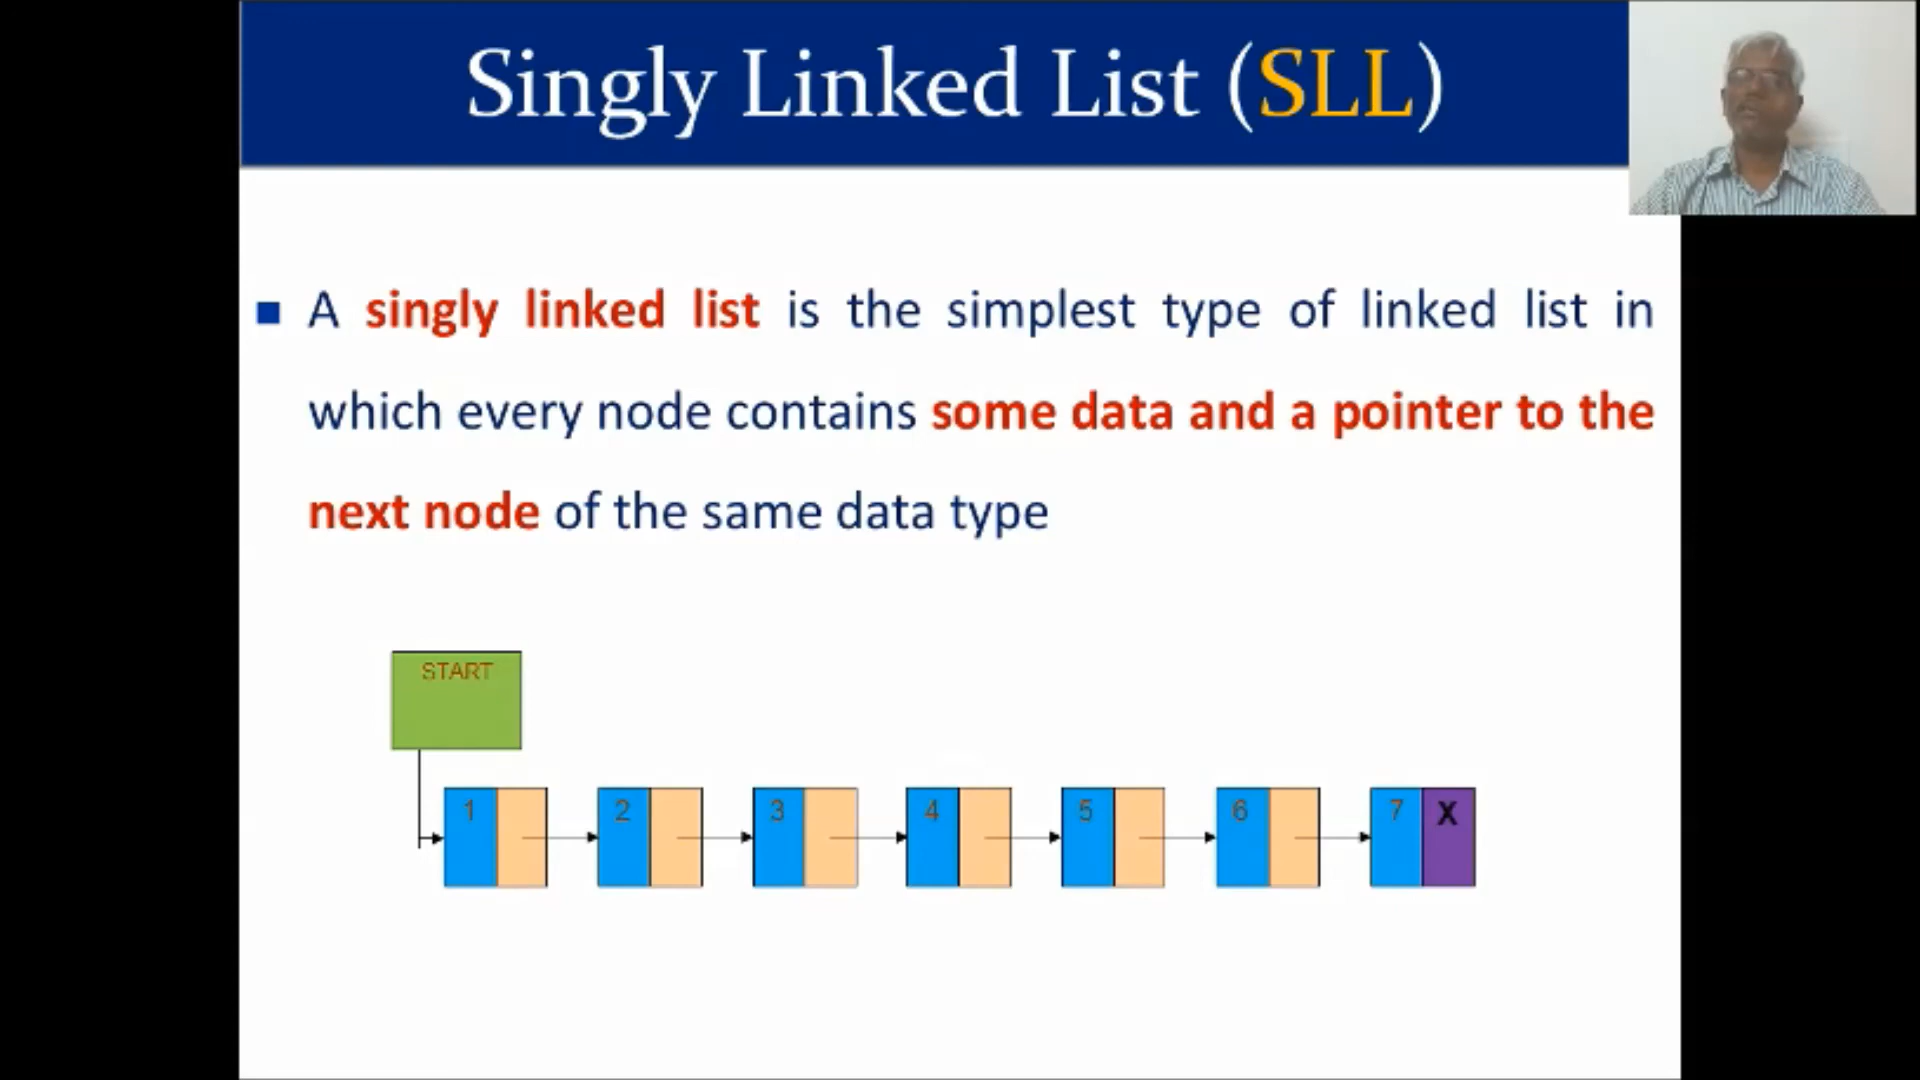 Singly Linked List (SLL)
A singly linked list is the simplest type of linked list in
which every node contains some data and a pointer to the
next node of the same data type
START
1 2 3 4 5 6 7 X